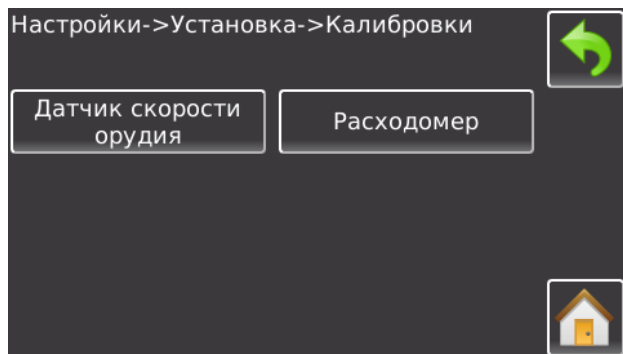 Настройки->Установка->Калибровки
Датчик скорости
орудия
Расходомер